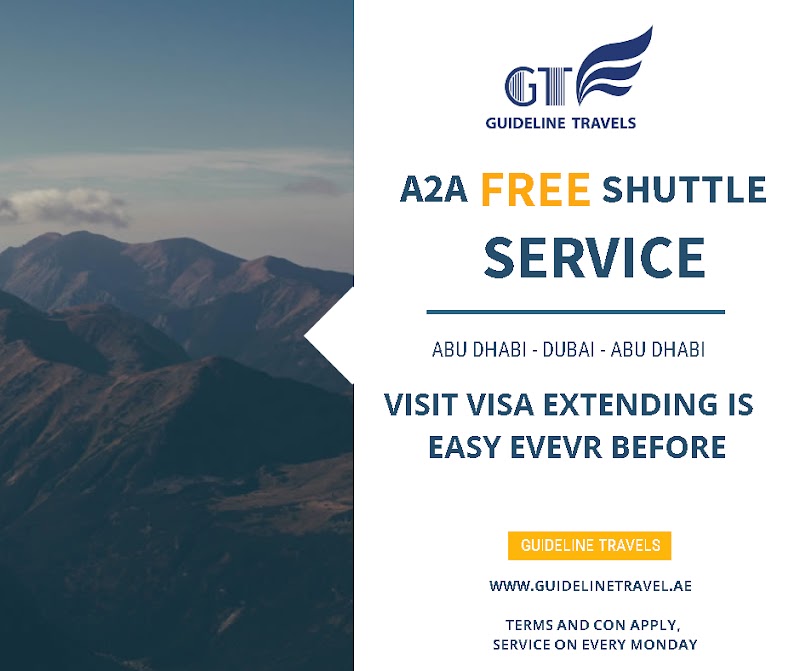 GT
GUIDELINE TRAVELS
A2A FREE SHUTTLE
SERVICE
ABU DHABI - DUBAI - ABU DHABI
VISIT VISA EXTENDING IS
EASY EVEVR BEFORE
GUIDELINE TRAVELS
WWW.GUIDELINETRAVEL.AE
TERMS AND CON APPLY,
SERVICE ON EVERY MONDAY